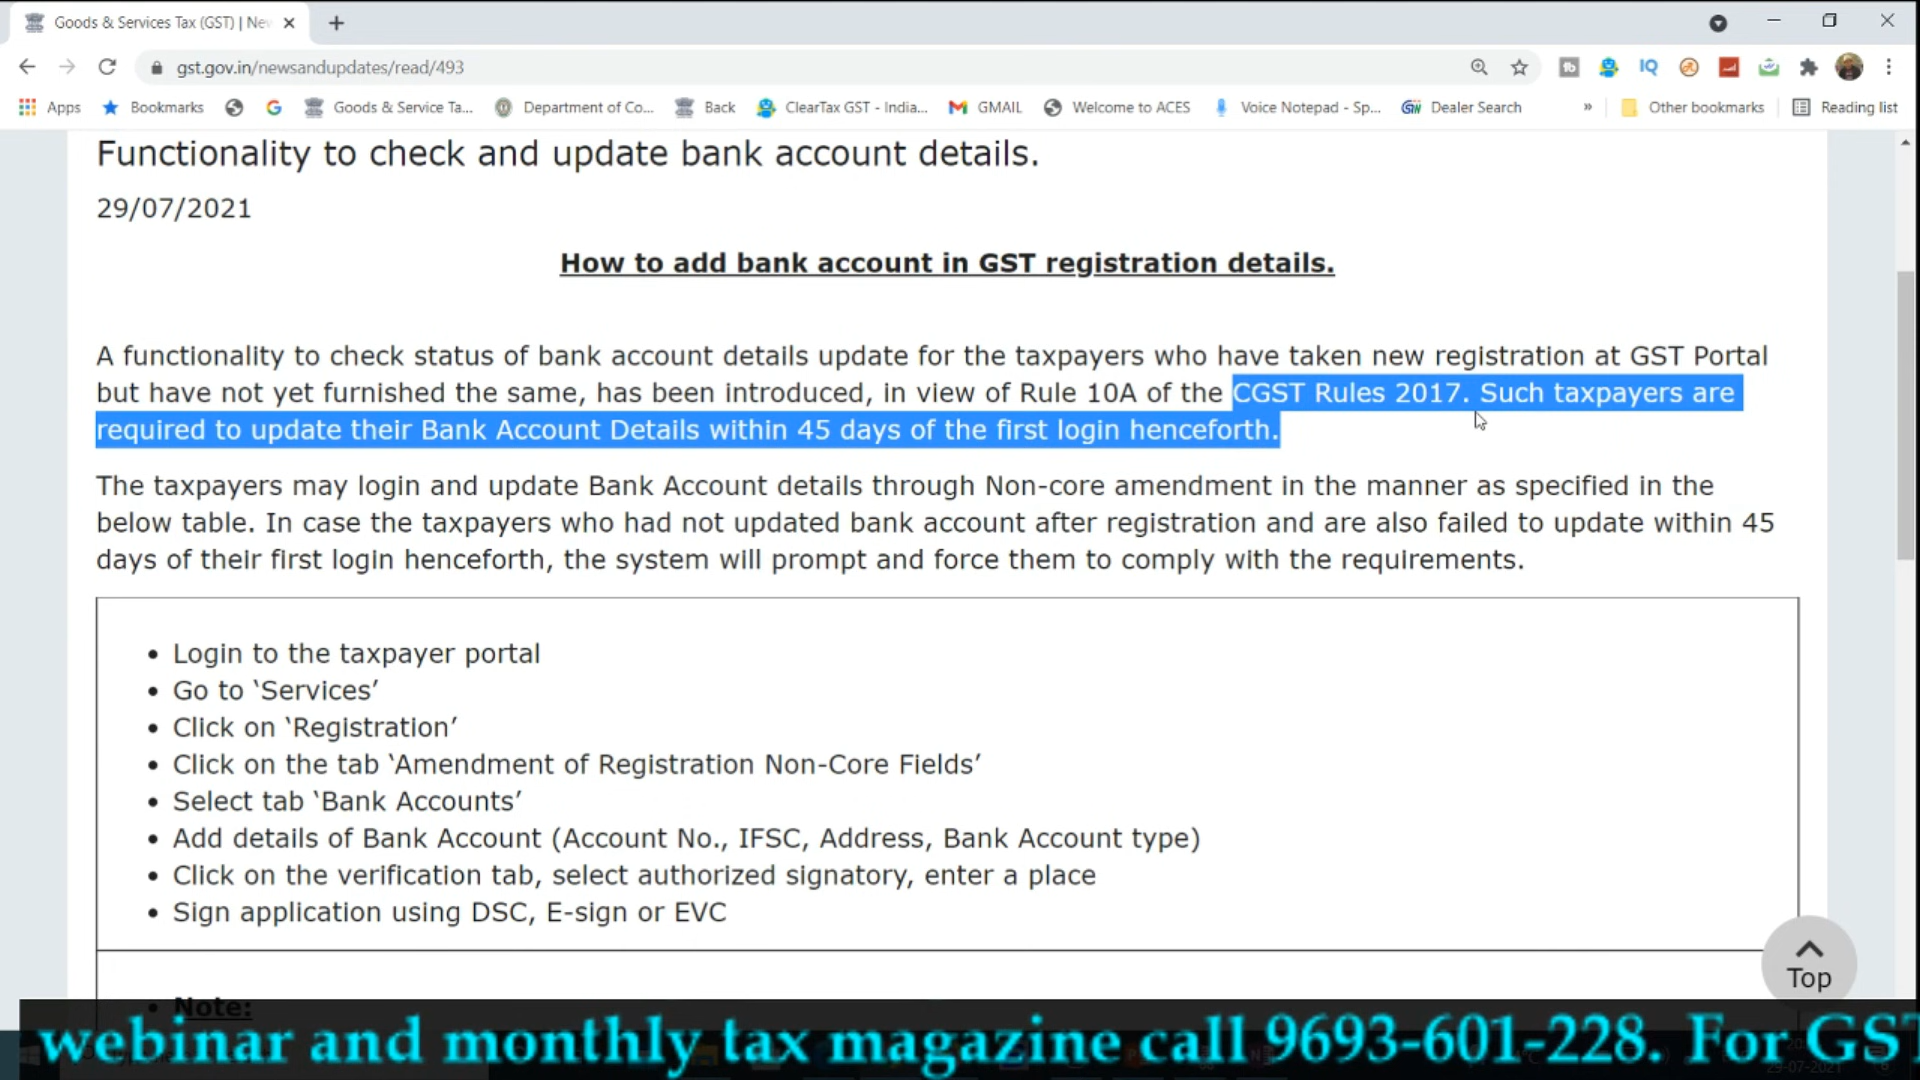 Goods & Services Tax (GST) | Nev
gst.gov.in/newsandupdates/read/493
Apps Bookmarks Goods & Service Ta... Department of Co... Back ClearTax GST - India... GMAIL Welcome to ACES Voice Notepad - Sp... Dealer Search » Other bookmarks Reading list
Functionality to check and update bank account details.
29/07/2021
How to add bank account in GST registration details.
A functionality to check status of bank account details update for the taxpayers who have taken new registration at GST Portal
but have not yet furnished the same, has been introduced, in view of Rule 10A of the CGST Rules 2017. Such taxpayers are
required to update their Bank Account Details within 45 days of the first login henceforth.
The taxpayers may login and update Bank Account details through Non-core amendment in the manner as specified in the
below table. In case the taxpayers who had not updated bank account after registration and are also failed to update within 45
days of their first login henceforth, the system will prompt and force them to comply with the requirements.
• Login to the taxpayer portal
• Go to ‘Services’
• Click on ‘Registration’
• Click on the tab ‘Amendment of Registration Non-Core Fields’
• Select tab ‘Bank Accounts’
• Add details of Bank Account (Account No., IFSC, Address, Bank Account type)
• Click on the verification tab, select authorized signatory, enter a place
• Sign application using DSC, E-sign or EVC
Top
• Note:
webinar and monthly tax magazine call 9693-601-228. For GS
29-07-2021